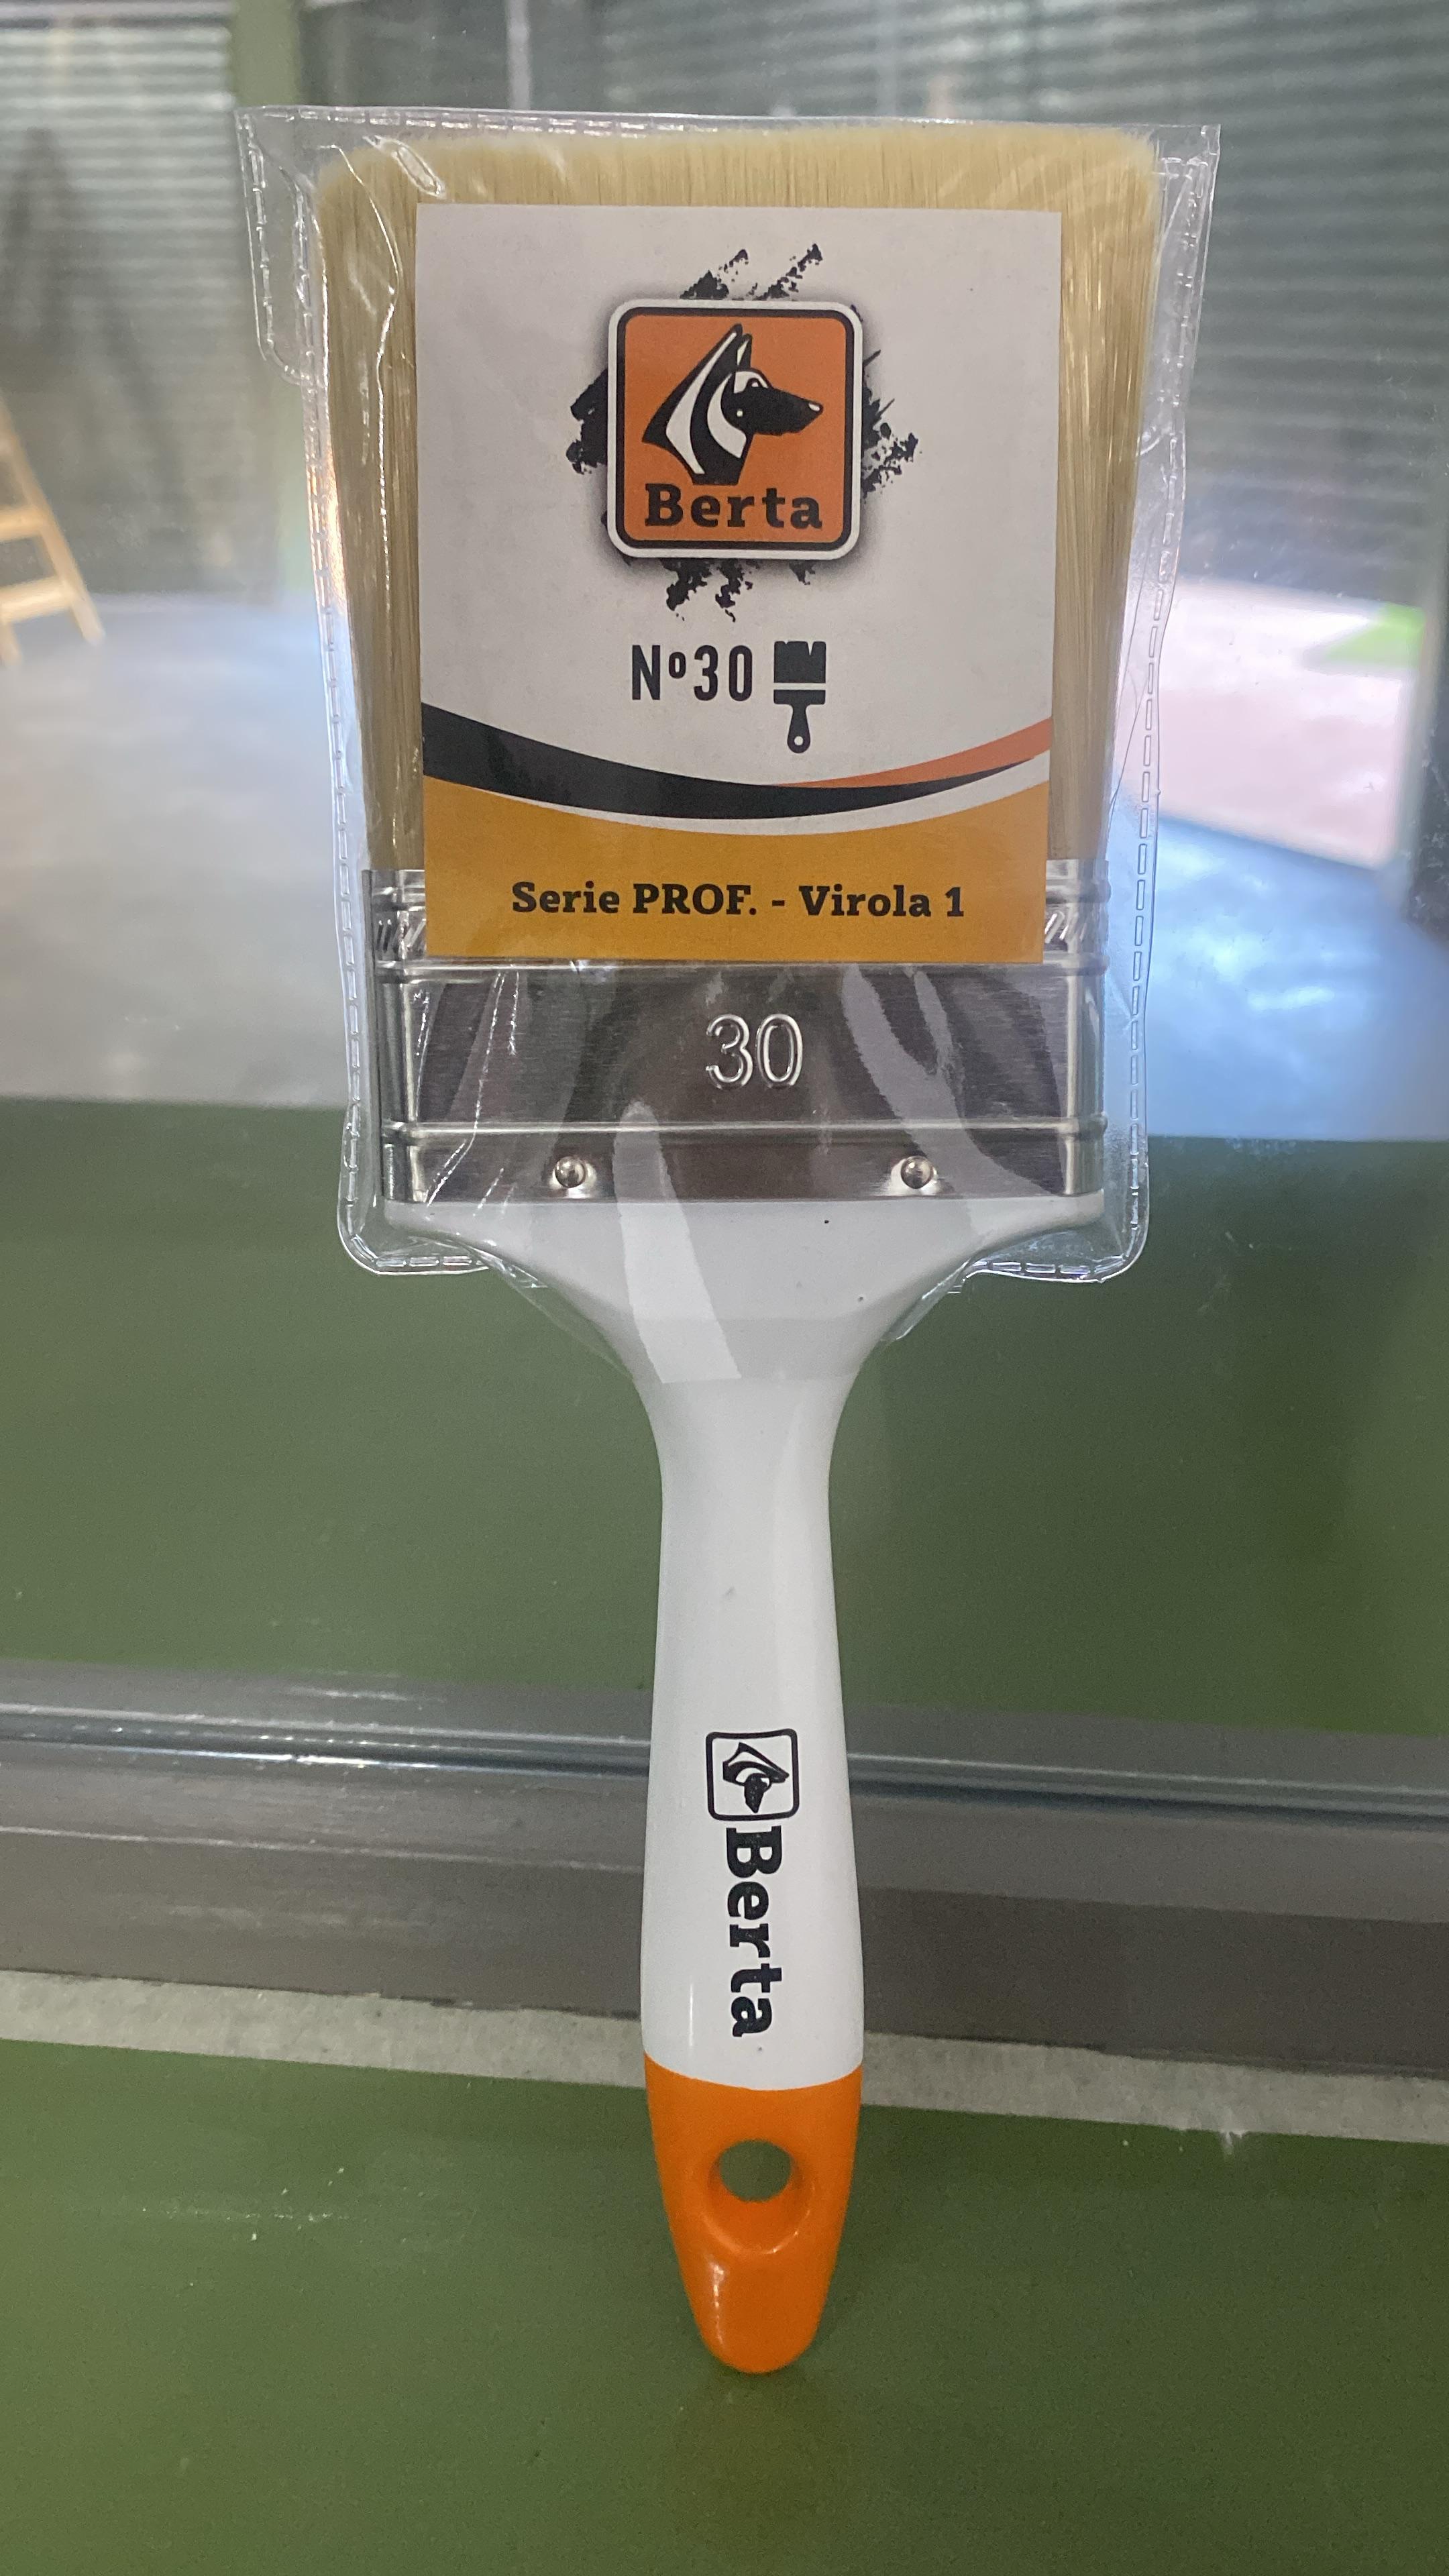 Berta
Nº30
Serie PROF. - Virola 1
30
Berta